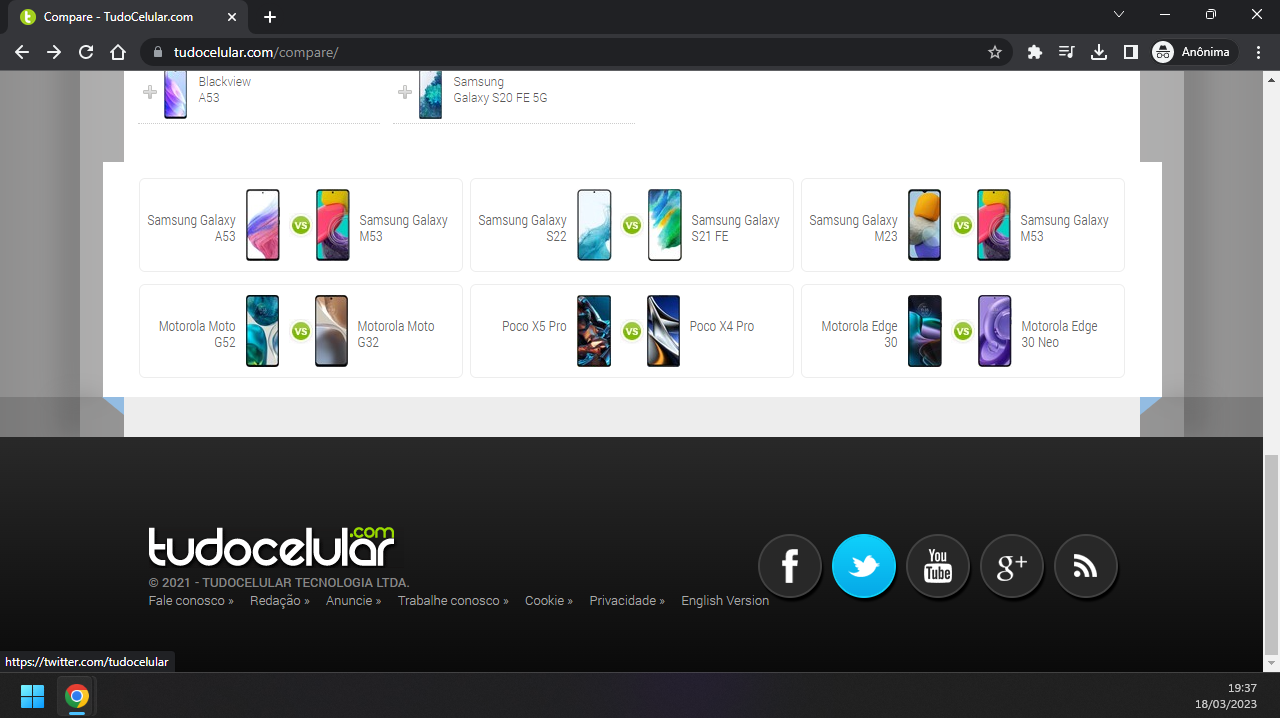 Compare - TudoCelular.com
tudocelular.com/compare/
Anônima
Blackview
A53
Samsung
Galaxy S20 FE 5G
Samsung Galaxy
A53
VS
Samsung Galaxy
M53
Samsung Galaxy
S22
VS
Samsung Galaxy
S21 FE
Samsung Galaxy
M23
VS
Samsung Galaxy
M53
Motorola Moto
G52
VS
Motorola Moto
G32
Poco X5 Pro
VS
Poco X4 Pro
Motorola Edge
30
VS
Motorola Edge
30 Neo
tudocelular.com
© 2021 - TUDOCELULAR TECNOLOGIA LTDA.
Fale conosco » Redação » Anuncie » Trabalhe conosco » Cookie » Privacidade » English Version
f
You
Tube
g+
https://twitter.com/tudocelular
19:37
18/03/2023